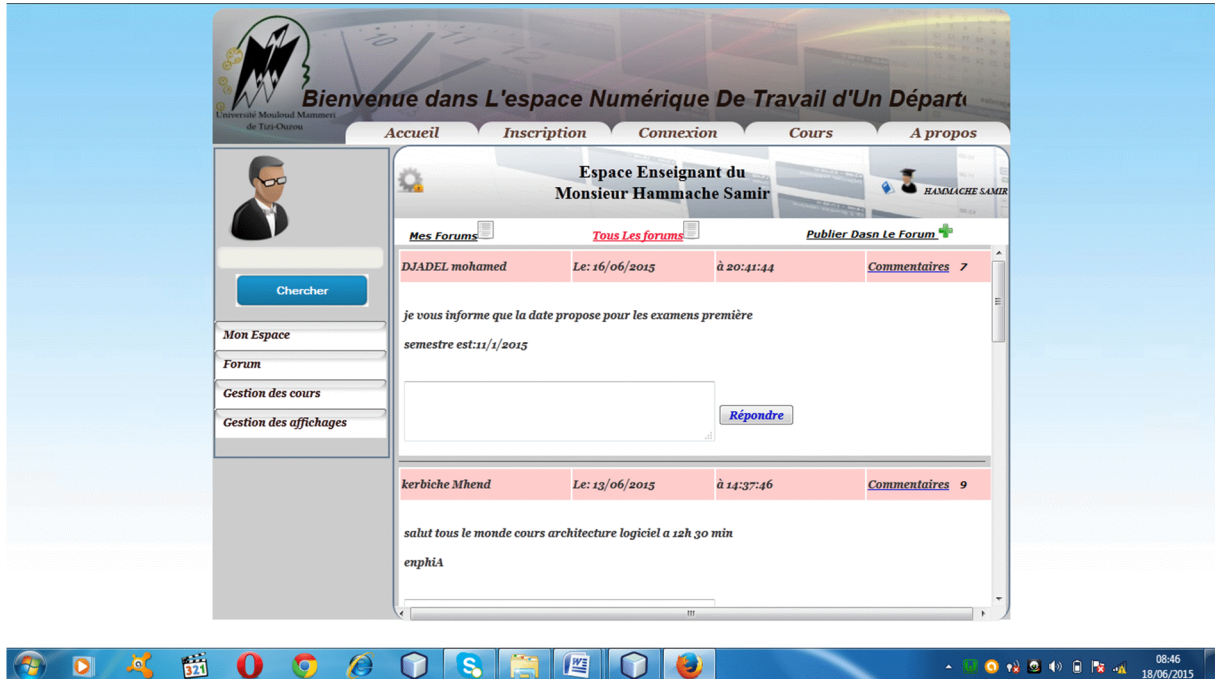 Université Mouloud Mammeri
de Tizi-Ouzou
Bienvenue dans L'espace Numérique De Travail d'Un Départ
Accueil
Inscription
Connexion
Cours
A propos
Espace Enseignant du
Monsieur Hammache Samir
HAMMACHE SAMIR
Mes Forums
Tous Les forums
Publier Dasn Le Forum
Chercher
Mon Espace
Forum
Gestion des cours
Gestion des affichages
DJADEL mohamed Le: 16/06/2015 à 20:41:44 Commentaires 7
je vous informe que la date propose pour les examens première
semestre est:11/1/2015
Répondre
kerbiche Mhend Le: 13/06/2015 à 14:37:46 Commentaires 9
salut tous le monde cours architecture logiciel a 12h 30 min
enphiA
321
08:46
18/06/2015